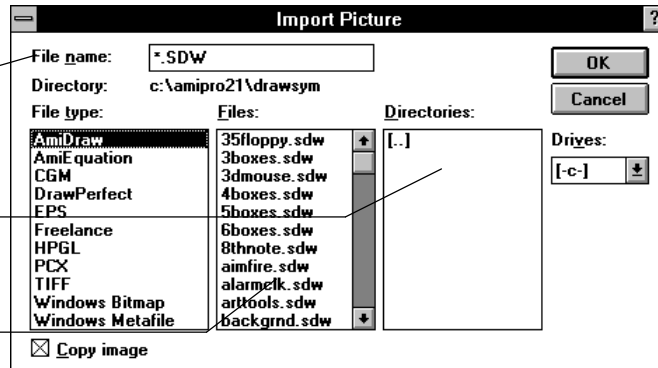 Import Picture
?
File name:
*.SDW
OK
Directory: c:\amipro21\drawsym
Cancel
File type:
Files:
Directories:
AmiDraw
AmiEquation
CGM
DrawPerfect
EPS
Freelance
HPGL
PCX
TIFF
Windows Bitmap
Windows Metafile
35floppy.sdw
3boxes.sdw
3dmouse.sdw
4boxes.sdw
5boxes.sdw
6boxes.sdw
8thnote.sdw
aimfire.sdw
alarmclk.sdw
arttools.sdw
backgrnd.sdw
[..]
Drives:
[-c-]
Copy image